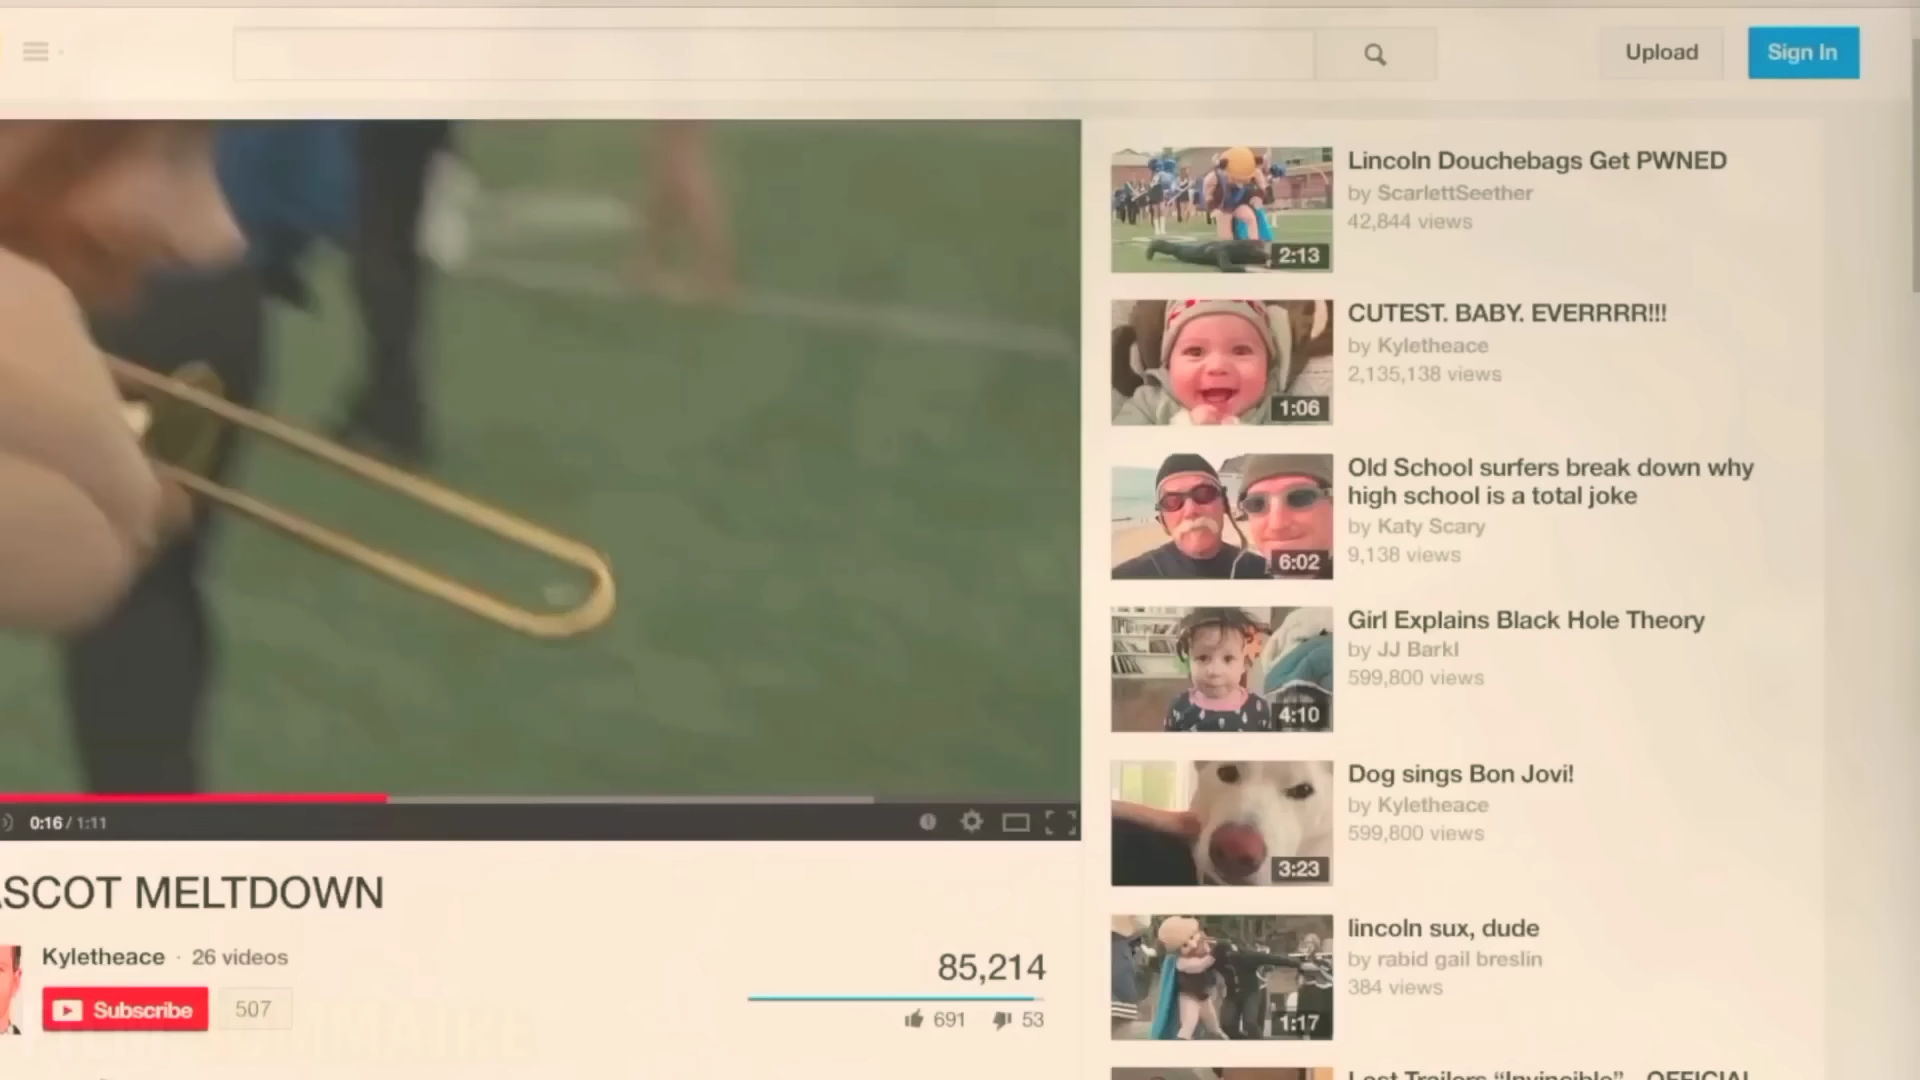 Upload
Sign In
Lincoln Douchebags Get PWNED
by ScarlettSeether
42,844 views
2:13
CUTEST. BABY. EVERRRR!!!
by Kyletheace
2,135,138 views
1:06
Old School surfers break down why
high school is a total joke
by Katy Scary
9,138 views
6:02
Girl Explains Black Hole Theory
by JJ Barkl
599,800 views
4:10
Dog sings Bon Jovi!
by Kyletheace
599,800 views
3:23
lincoln sux, dude
by rabid gail breslin
384 views
1:17
0:16 / 1:11
SCOT MELTDOWN
Kyletheace · 26 videos
Subscribe
507
85,214
691
53